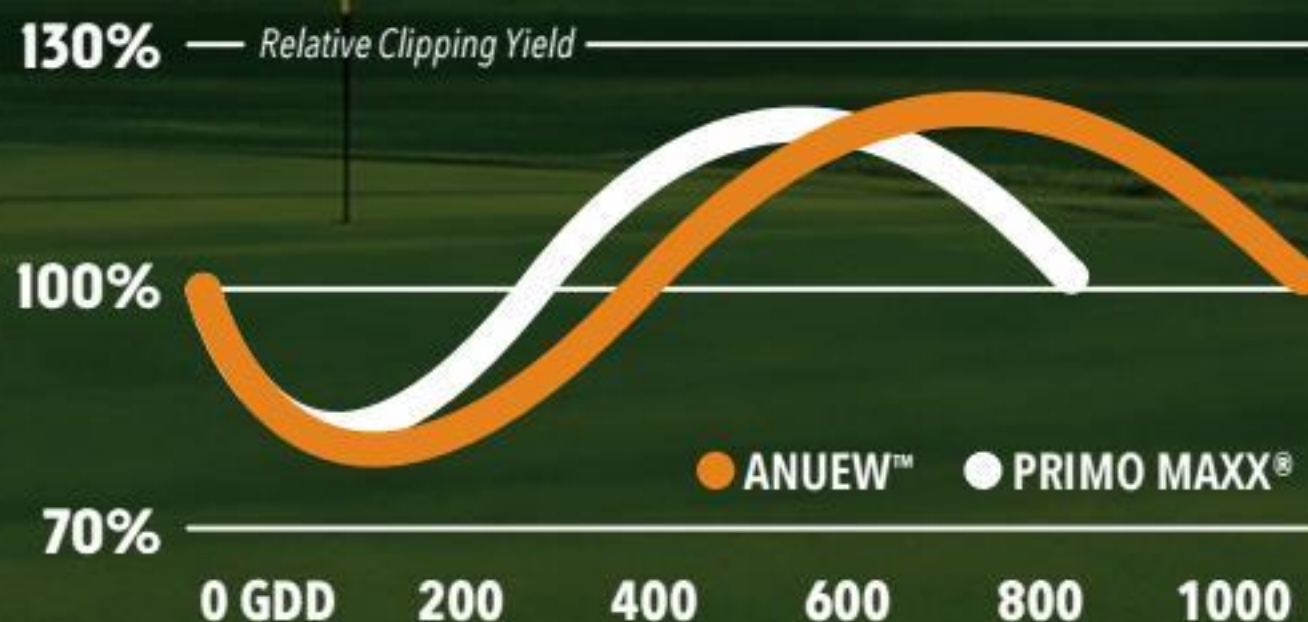 130% Relative Clipping Yield
100%
ANUEW™ PRIMO MAXX®
70%
0 GDD 200 400 600 800 1000